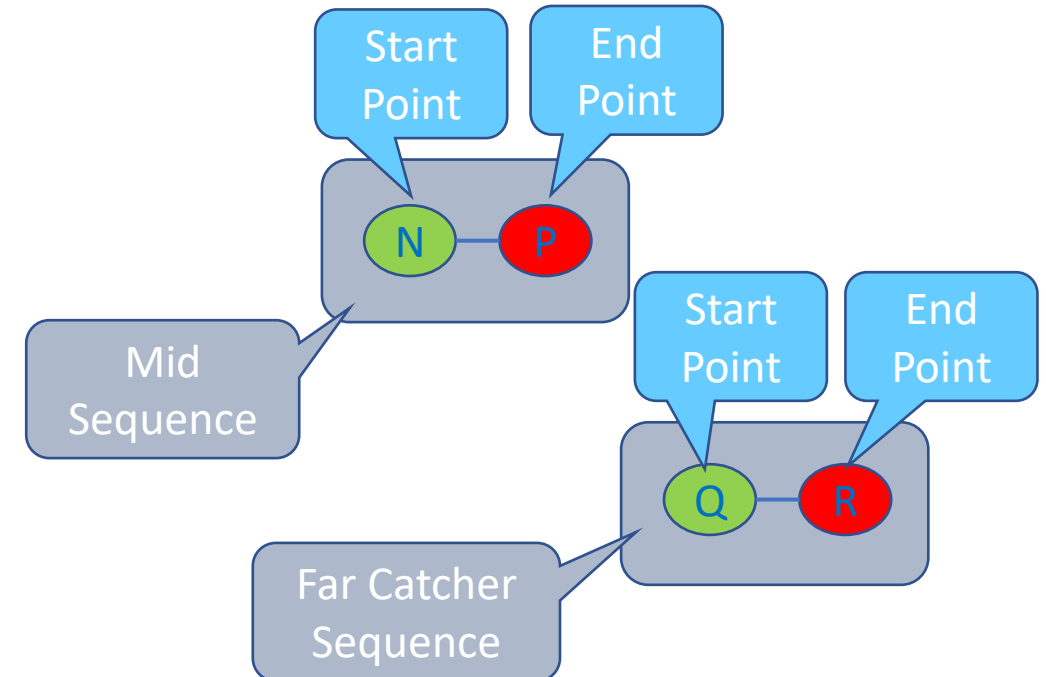 Start
Point
End
Point
N
P
Mid
Sequence
Start
Point
End
Point
Q
R
Far Catcher
Sequence